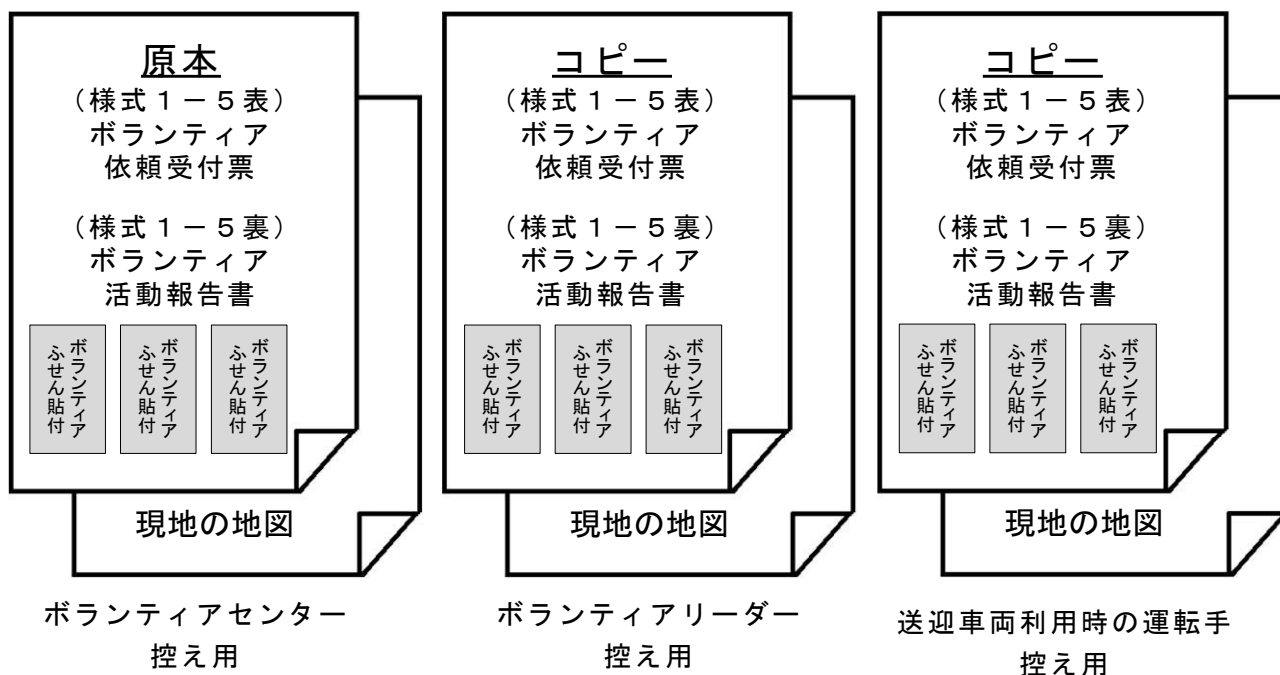 原本
（様式１－５表）
ボランティア
依頼受付票
（様式１－５裏）
ボランティア
活動報告書
ボランティア
ふせん貼付
ボランティア
ふせん貼付
ボランティア
ふせん貼付
現地の地図
ボランティアセンター
控え用
コピー
（様式１－５表）
ボランティア
依頼受付票
（様式１－５裏）
ボランティア
活動報告書
ボランティア
ふせん貼付
ボランティア
ふせん貼付
ボランティア
ふせん貼付
現地の地図
ボランティアリーダー
控え用
コピー
（様式１－５表）
ボランティア
依頼受付票
（様式１－５裏）
ボランティア
活動報告書
ボランティア
ふせん貼付
ボランティア
ふせん貼付
ボランティア
ふせん貼付
現地の地図
送迎車両利用時の運転手
控え用